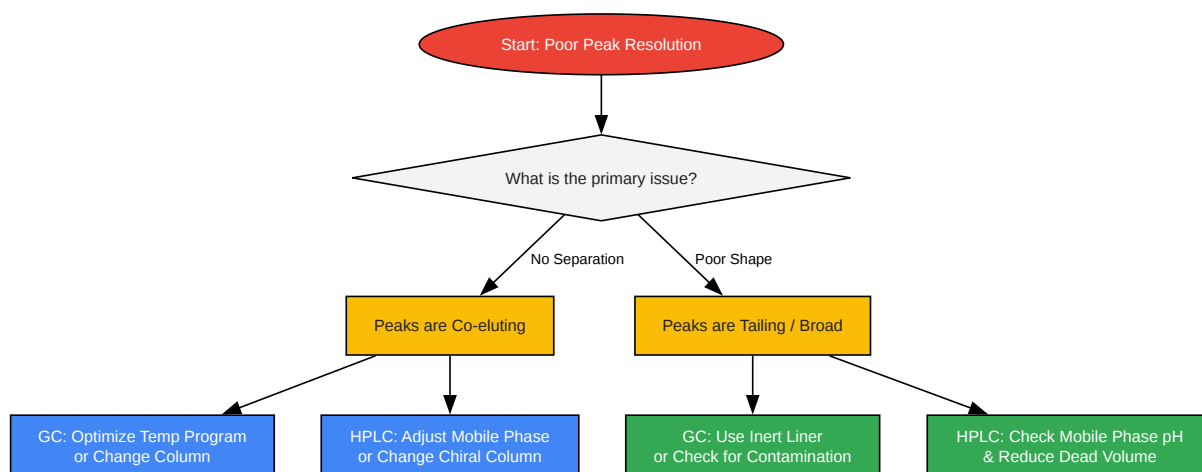 Start: Poor Peak Resolution
What is the primary issue?
No Separation
Poor Shape
Peaks are Co-eluting
Peaks are Tailing / Broad
GC: Optimize Temp Program
or Change Column
HPLC: Adjust Mobile Phase
or Change Chiral Column
GC: Use Inert Liner
or Check for Contamination
HPLC: Check Mobile Phase pH
& Reduce Dead Volume